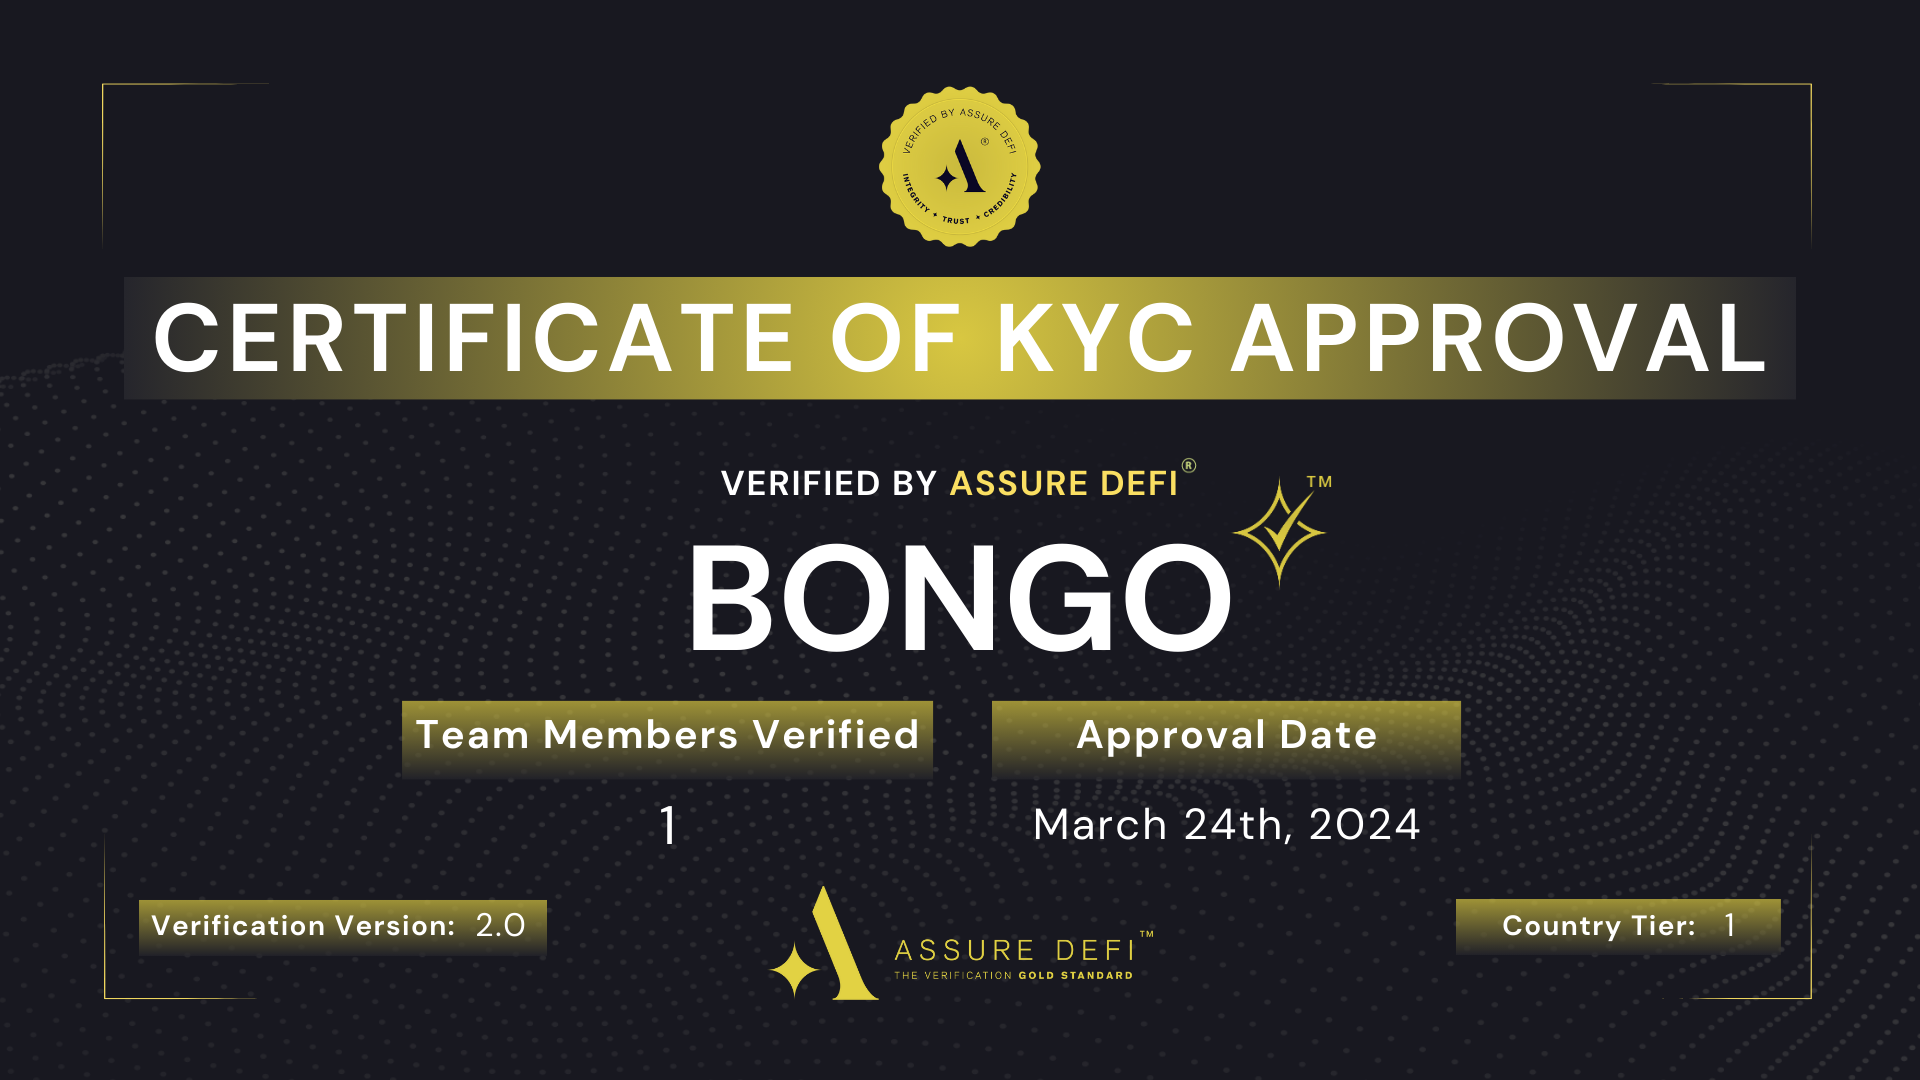 VERIFIED BY ASSURE DEFI
A®
INTEGRITY ✦ TRUST ✦ CREDIBILITY
CERTIFICATE OF KYC APPROVAL
VERIFIED BY ASSURE DEFI®
TM
BONGO
Team Members Verified
Approval Date
1
March 24th, 2024
Verification Version: 2.0
Country Tier: 1
A
ASSURE DEFI™
THE VERIFICATION GOLD STANDARD